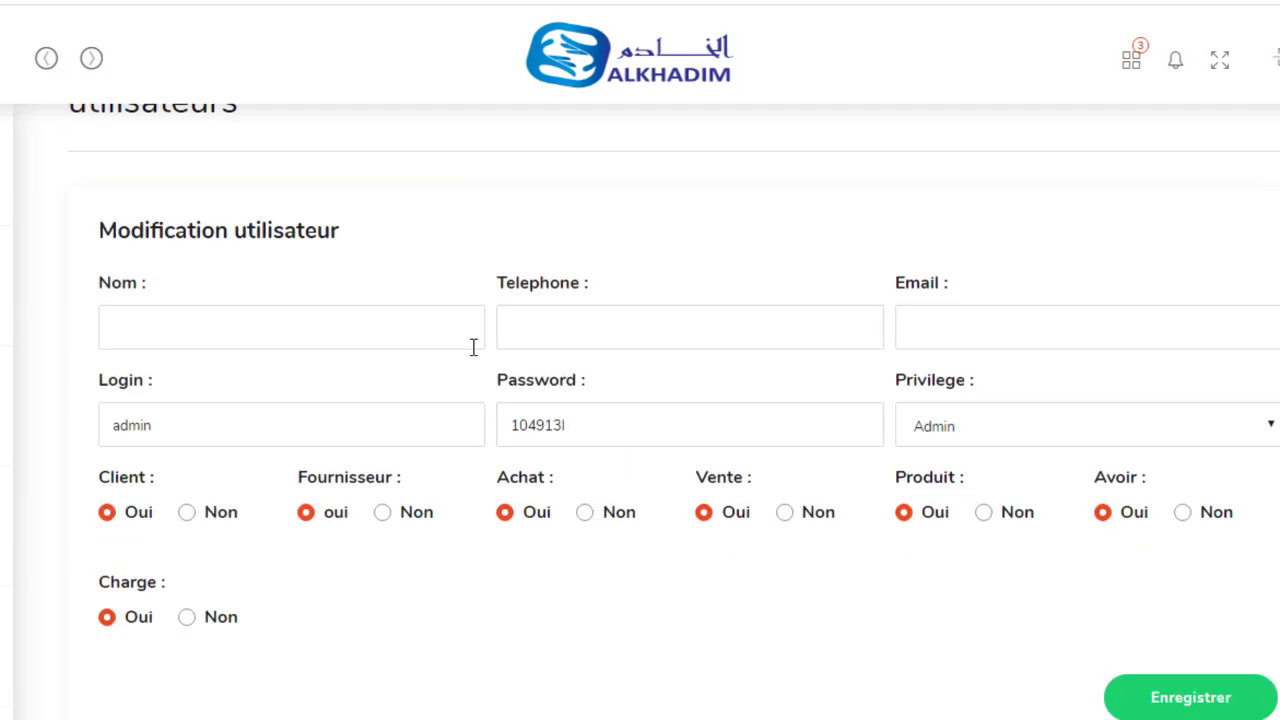 3
الخادم
ALKHADIM
utilisateurs
Modification utilisateur
Nom :
Telephone :
Email :
Login :
Password :
Privilege :
admin
104913l
Admin
Client :
Fournisseur :
Achat :
Vente :
Produit :
Avoir :
Oui
Non
oui
Non
Oui
Non
Oui
Non
Oui
Non
Oui
Non
Charge :
Oui
Non
Enregistrer